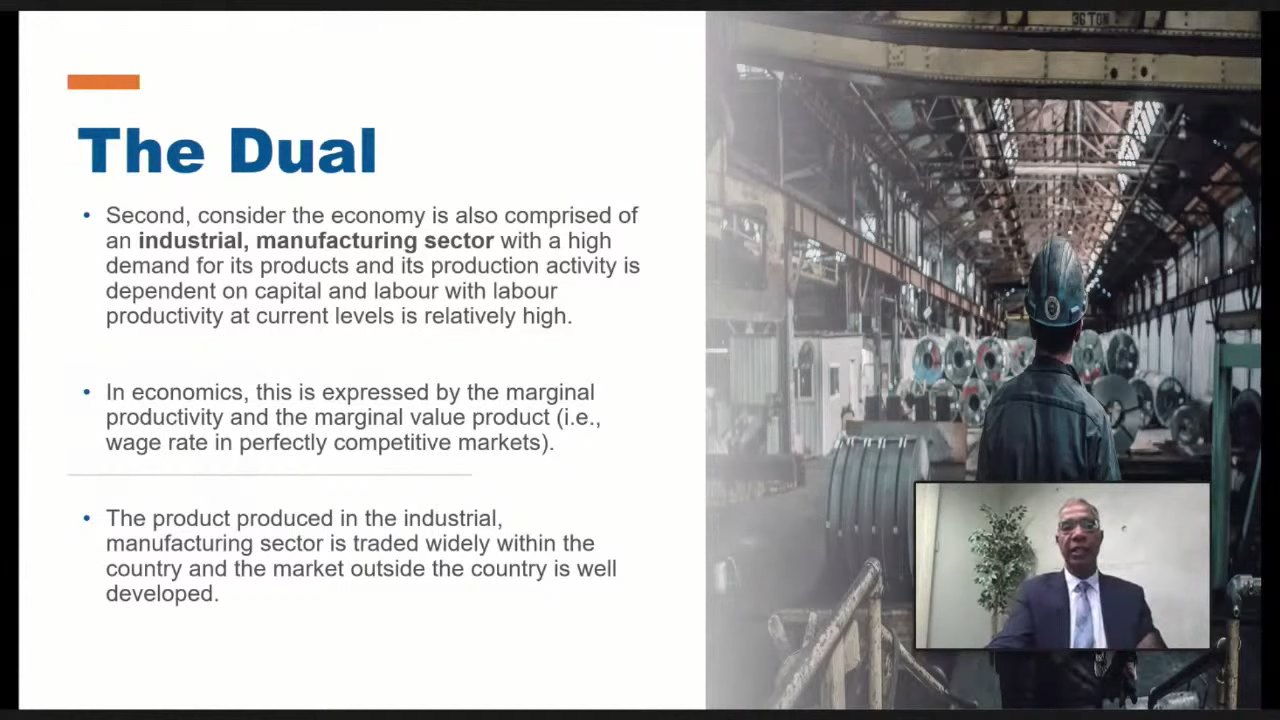 36 TON
The Dual
• Second, consider the economy is also comprised of
an industrial, manufacturing sector with a high
demand for its products and its production activity is
dependent on capital and labour with labour
productivity at current levels is relatively high.
• In economics, this is expressed by the marginal
productivity and the marginal value product (i.e.,
wage rate in perfectly competitive markets).
• The product produced in the industrial,
manufacturing sector is traded widely within the
country and the market outside the country is well
developed.